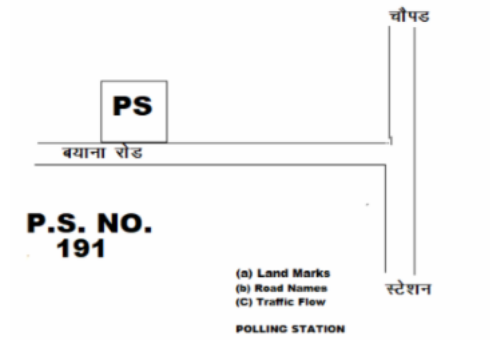 चौपड
PS
बयाना रोड
P.S. NO.
191
(a) Land Marks
(b) Road Names
(C) Traffic Flow
स्टेशन
POLLING STATION